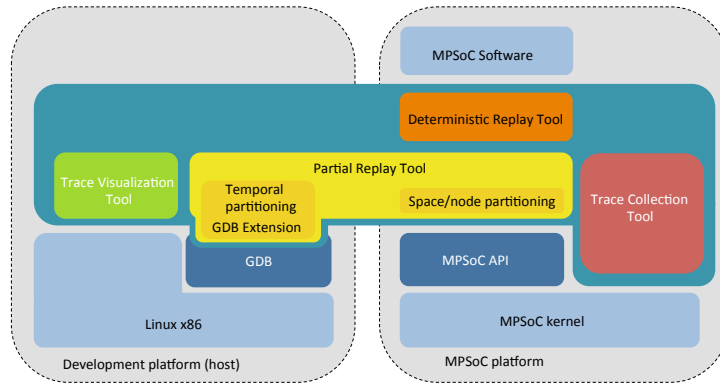 MPSoC Software
Deterministic Replay Tool
Partial Replay Tool
Trace Visualization
Tool
Temporal
partitioning
GDB Extension
Space/node partitioning
Trace Collection
Tool
GDB
MPSoC API
Linux x86
MPSoC kernel
Development platform (host)
MPSoC platform